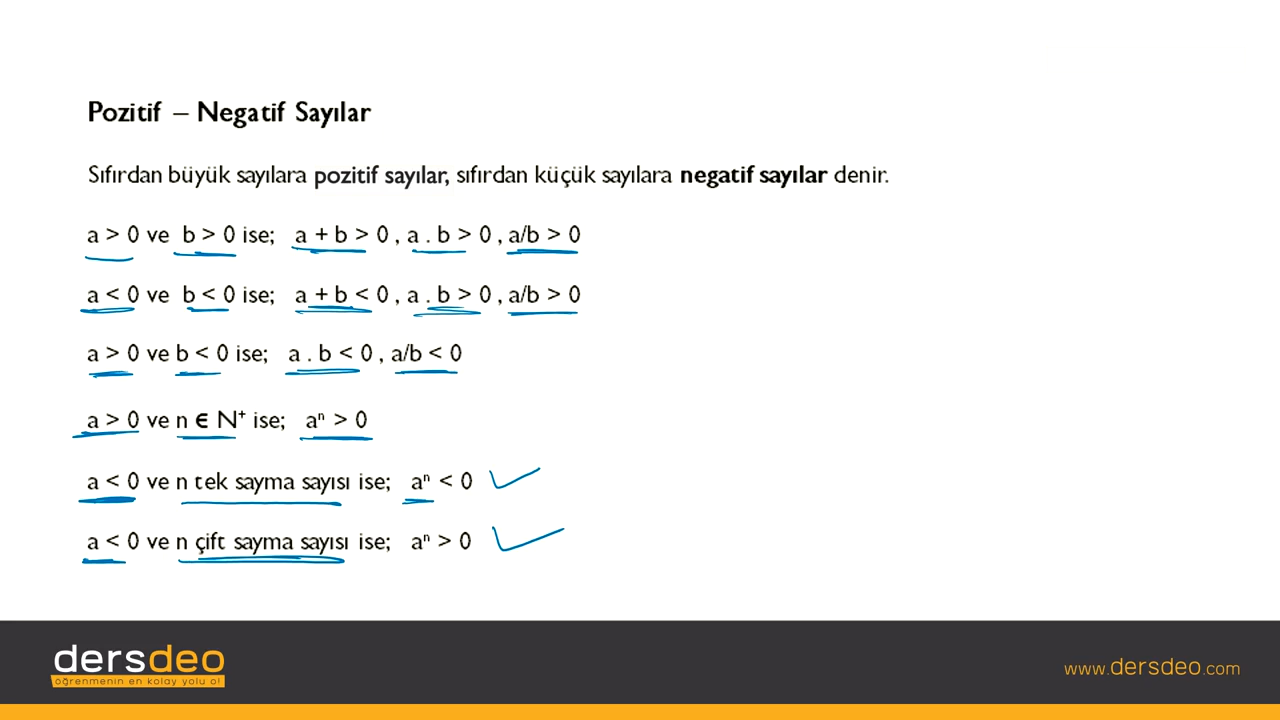 Pozitif – Negatif Sayılar
Sıfırdan büyük sayılara pozitif sayılar, sıfırdan küçük sayılara negatif sayılar denir.
a > 0 ve b > 0 ise; a + b > 0 , a . b > 0 , a/b > 0
a < 0 ve b < 0 ise; a + b < 0 , a . b > 0 , a/b > 0
a > 0 ve b < 0 ise; a . b < 0 , a/b < 0
a > 0 ve n ϵ N⁺ ise; aⁿ > 0
a < 0 ve n tek sayma sayısı ise; aⁿ < 0
a < 0 ve n çift sayma sayısı ise; aⁿ > 0
dersdeo
öğrenmenin en kolay yolu o!
www.dersdeo.com